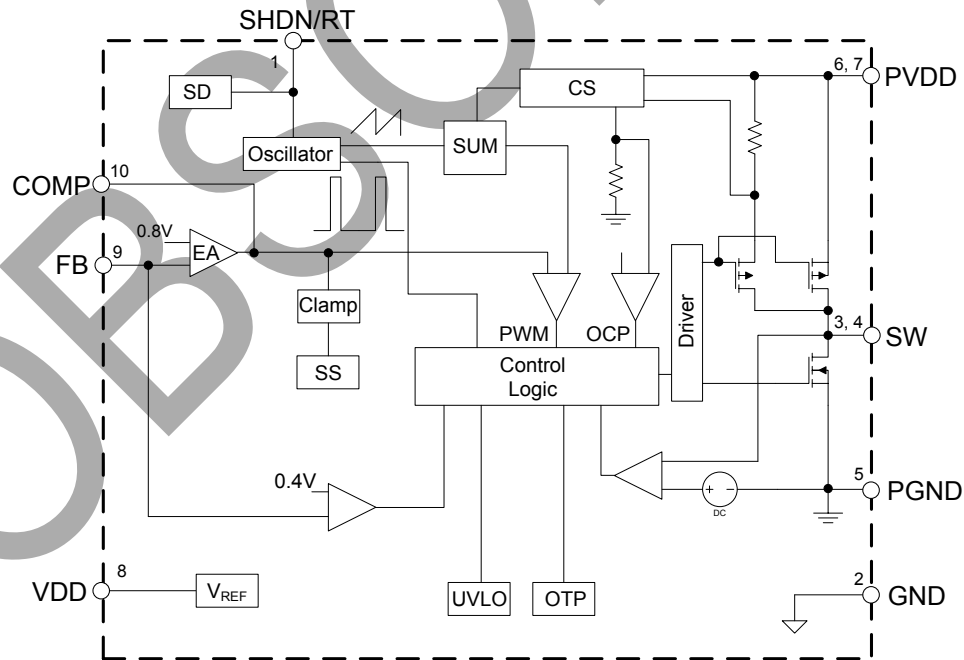 SHDN/RT
1
6, 7
PVDD
SD
CS
Oscillator
SUM
COMP
10
0.8V
EA
FB
9
Clamp
SS
PWM
OCP
Driver
3, 4
SW
Control
Logic
0.4V
+
-
DC
5
PGND
VDD
8
VREF
UVLO
OTP
2
GND
OBSO